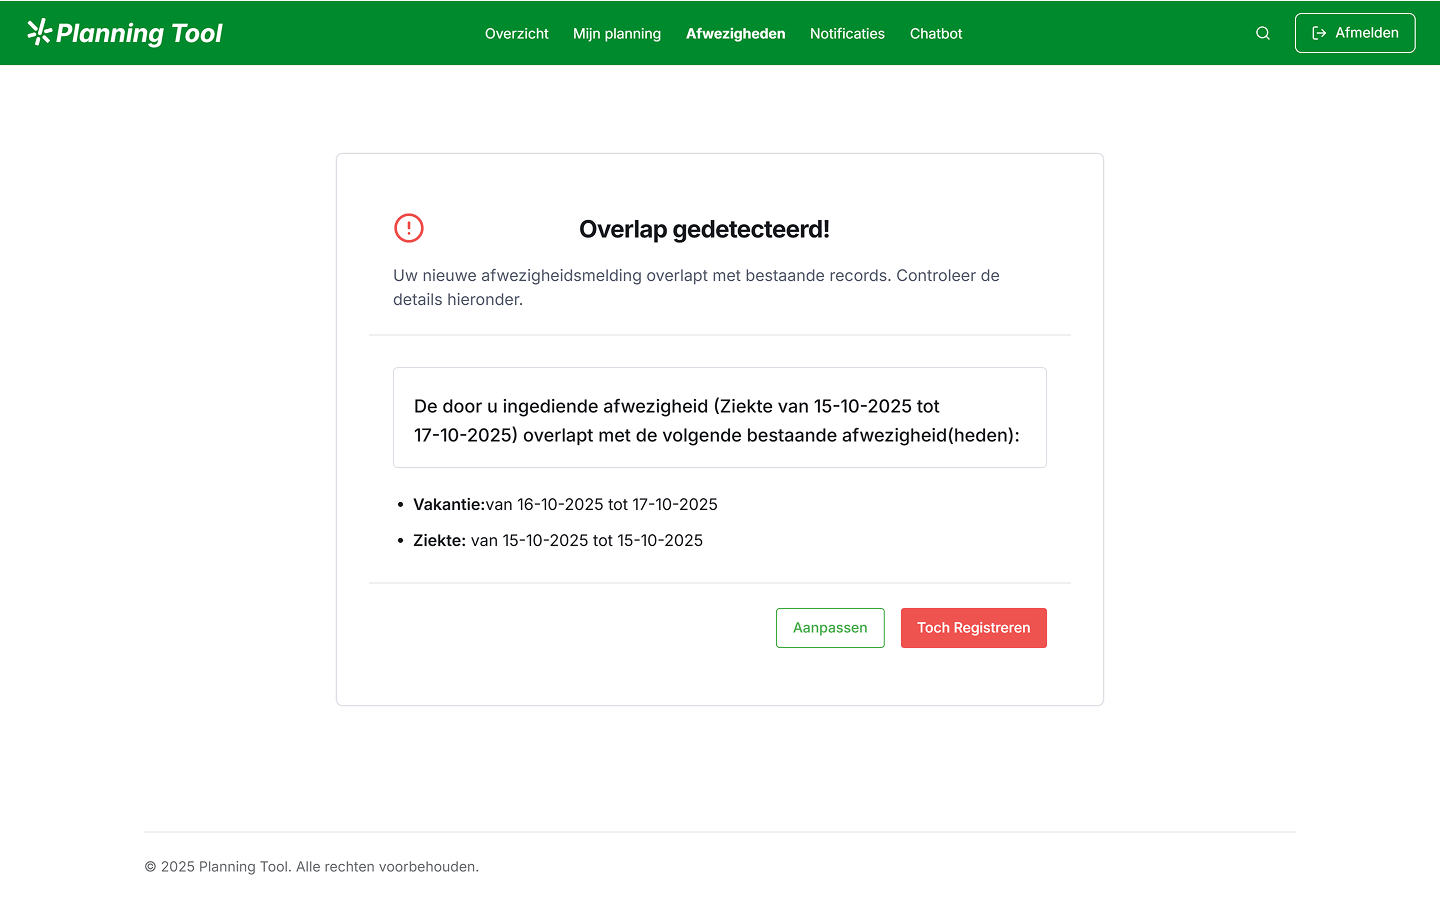 Planning Tool
Overzicht Mijn planning Afwezigheden Notificaties Chatbot
Afmelden
Overlap gedetecteerd!
Uw nieuwe afwezigheidsmelding overlapt met bestaande records. Controleer de
details hieronder.
De door u ingediende afwezigheid (Ziekte van 15-10-2025 tot
17-10-2025) overlapt met de volgende bestaande afwezigheid(heden):
• Vakantie:van 16-10-2025 tot 17-10-2025
• Ziekte: van 15-10-2025 tot 15-10-2025
Aanpassen Toch Registreren
© 2025 Planning Tool. Alle rechten voorbehouden.